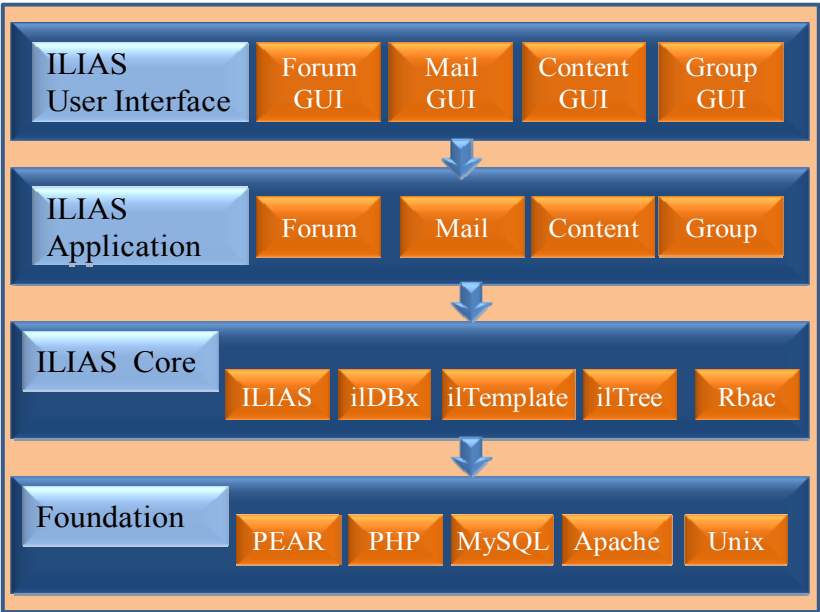 ILIAS
User Interface
Forum
GUI
Mail
GUI
Content
GUI
Group
GUI
ILIAS
Application
Forum
Mail
Content
Group
ILIAS Core
ILIAS
ilDBx
ilTemplate
ilTree
Rbac
Foundation
PEAR
PHP
MySQL
Apache
Unix